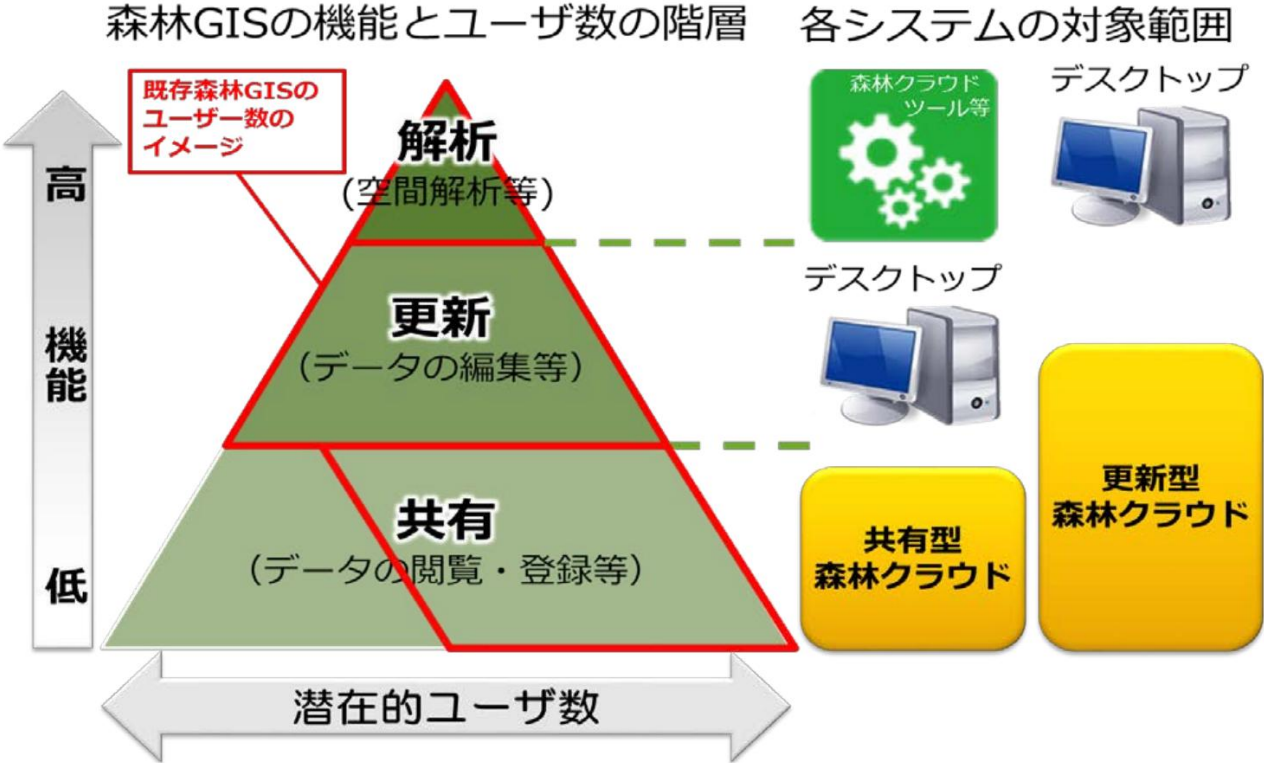 森林GISの機能とユーザ数の階層
各システムの対象範囲
既存森林GISの
ユーザー数の
イメージ
高
機
能
低
解析
(空間解析等)
更新
(データの編集等)
共有
(データの閲覧・登録等)
潜在的ユーザ数
森林クラウド
ツール等
デスクトップ
デスクトップ
共有型
森林クラウド
更新型
森林クラウド